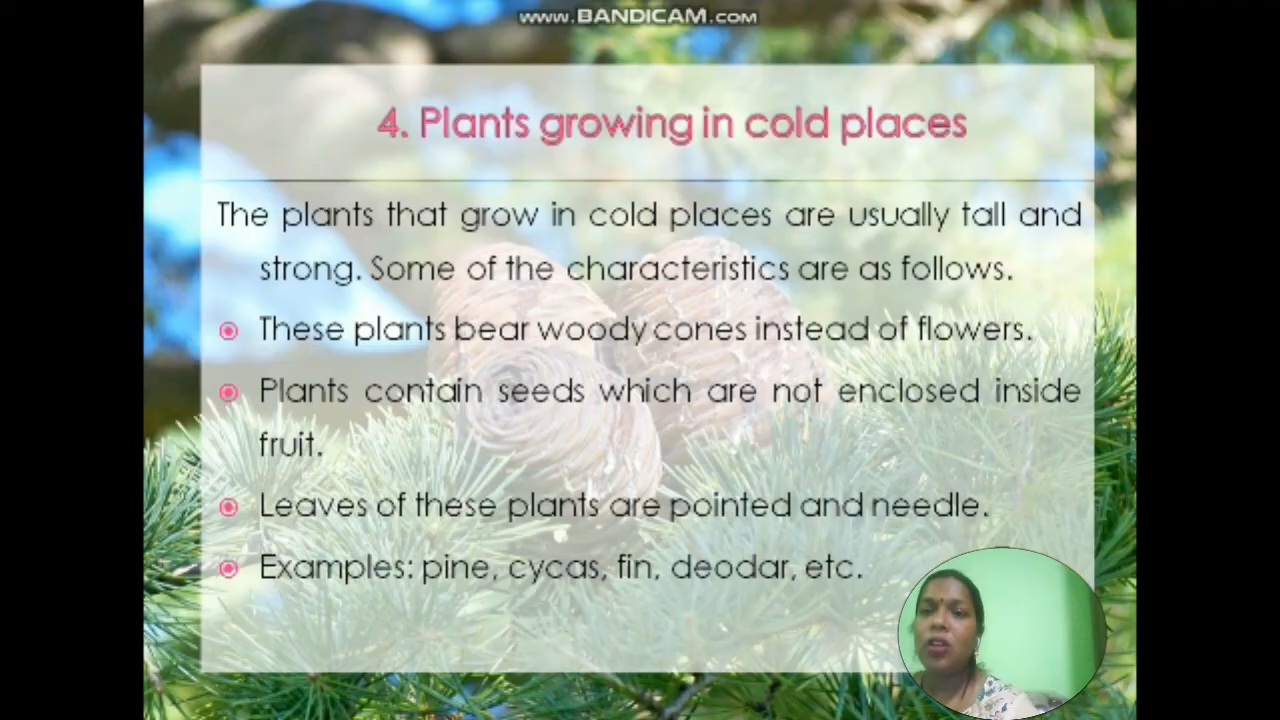 www.BANDICAM.com
4. Plants growing in cold places
The plants that grow in cold places are usually tall and
strong. Some of the characteristics are as follows.
These plants bear woody cones instead of flowers.
Plants contain seeds which are not enclosed inside
fruit.
Leaves of these plants are pointed and needle.
Examples: pine, cycas, fin, deodar, etc.